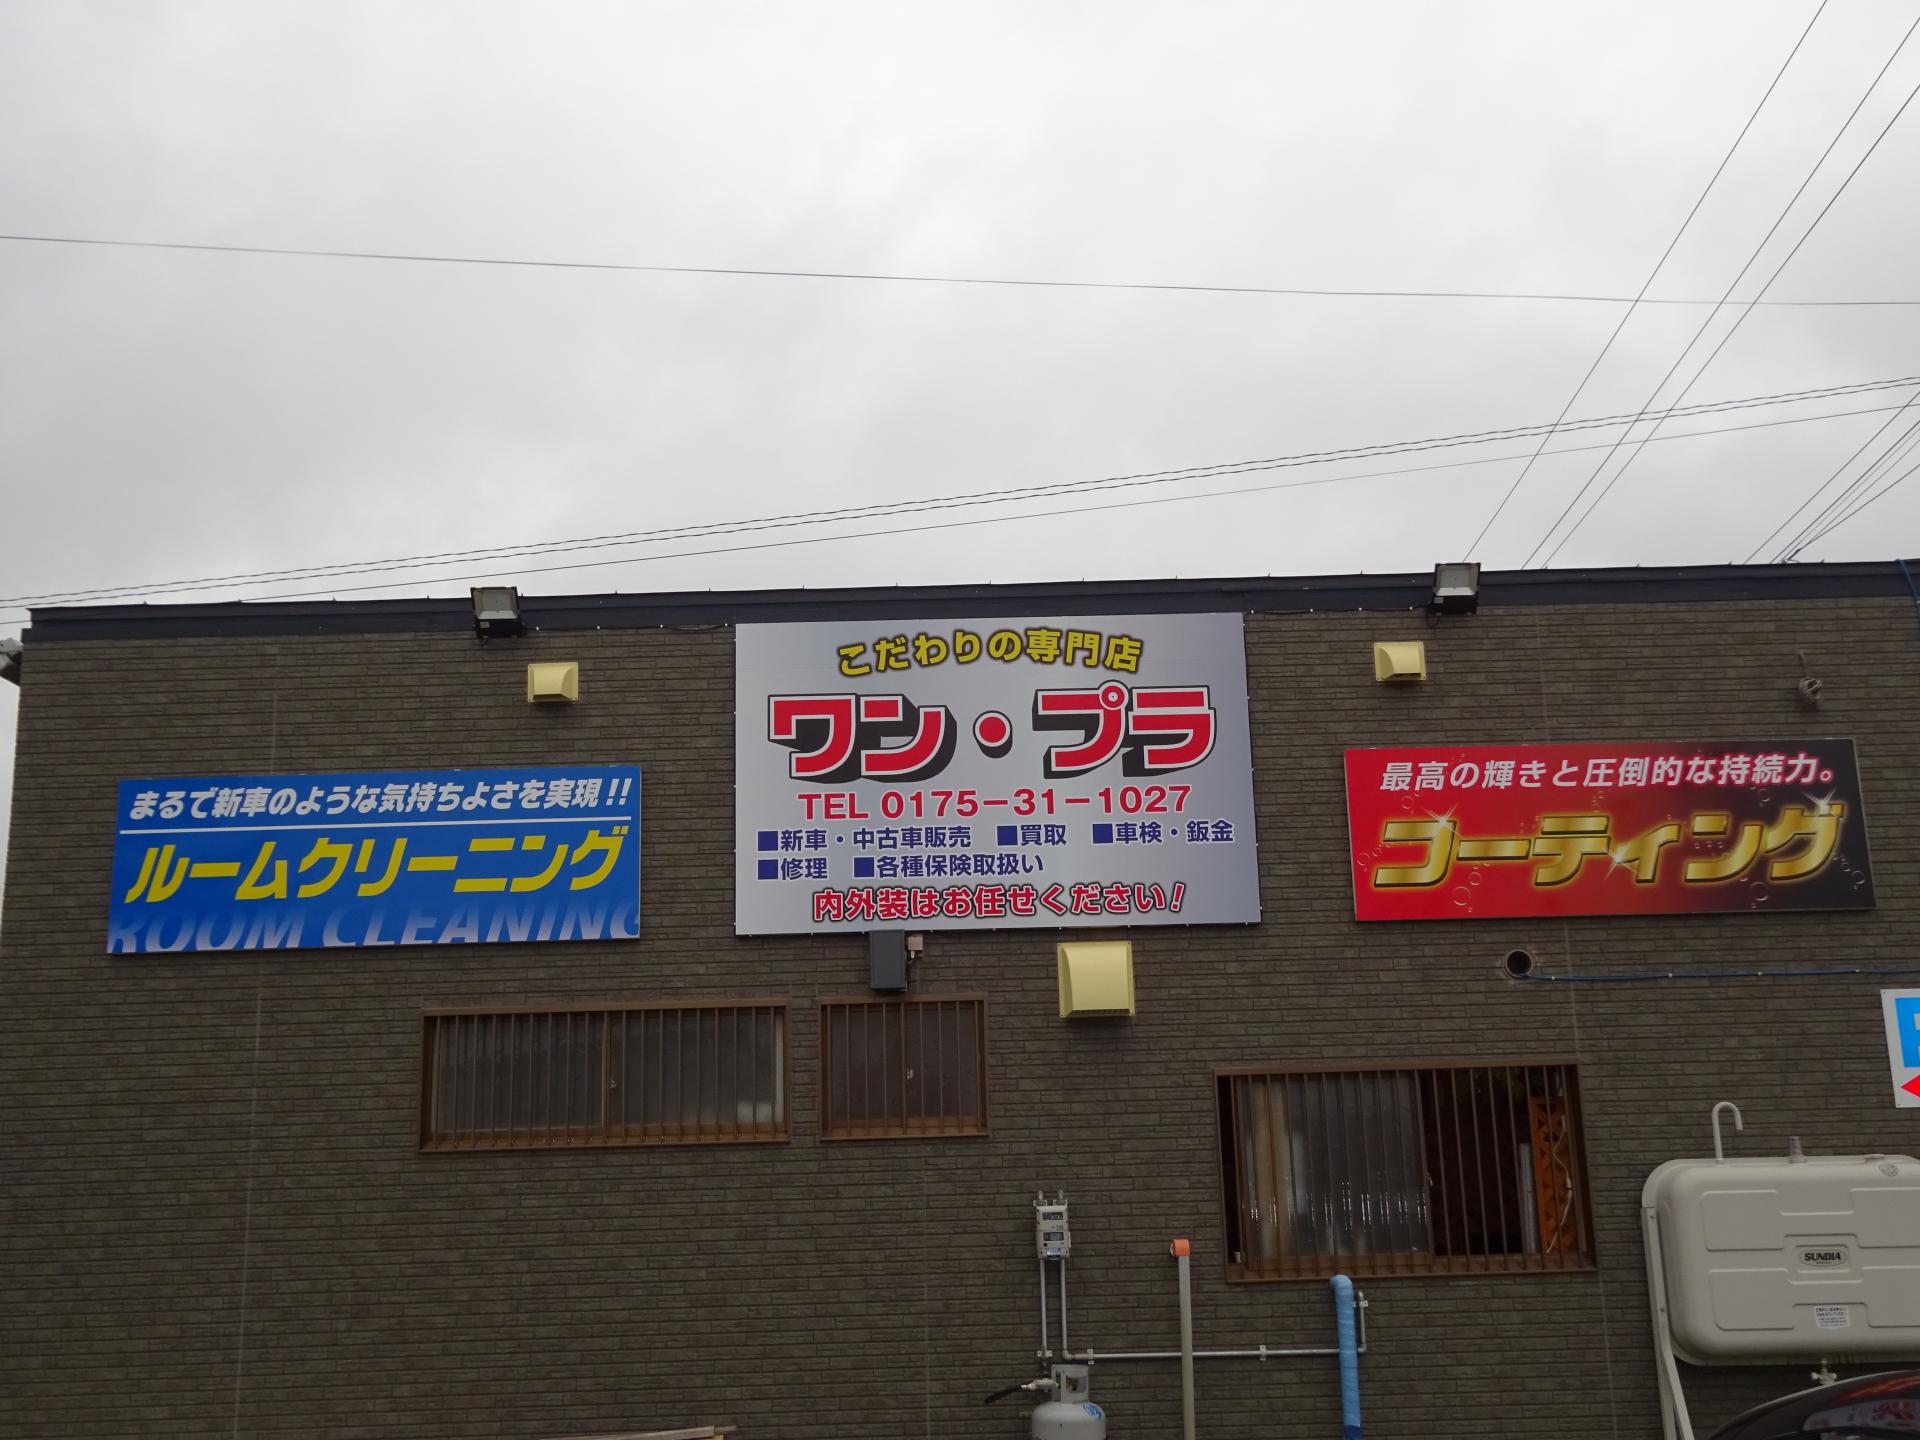 まるで新車のような気持ちよさを実現!!
ルームクリーニング
ROOM CLEANING
こだわりの専門店
ワン・プラ
TEL 0175-31-1027
■新車・中古車販売 ■買取 ■車検・鈑金
■修理 ■各種保険取扱い
内外装はお任せください!
最高の輝きと圧倒的な持続力。
コーティング
SUNDIA